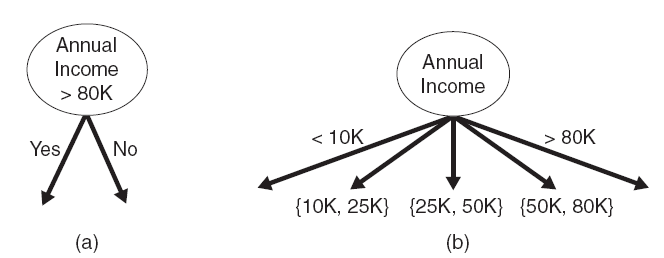 Annual
Income
> 80K
Yes
No
(a)
Annual
Income
< 10K
> 80K
{10K, 25K}
{25K, 50K}
{50K, 80K}
(b)